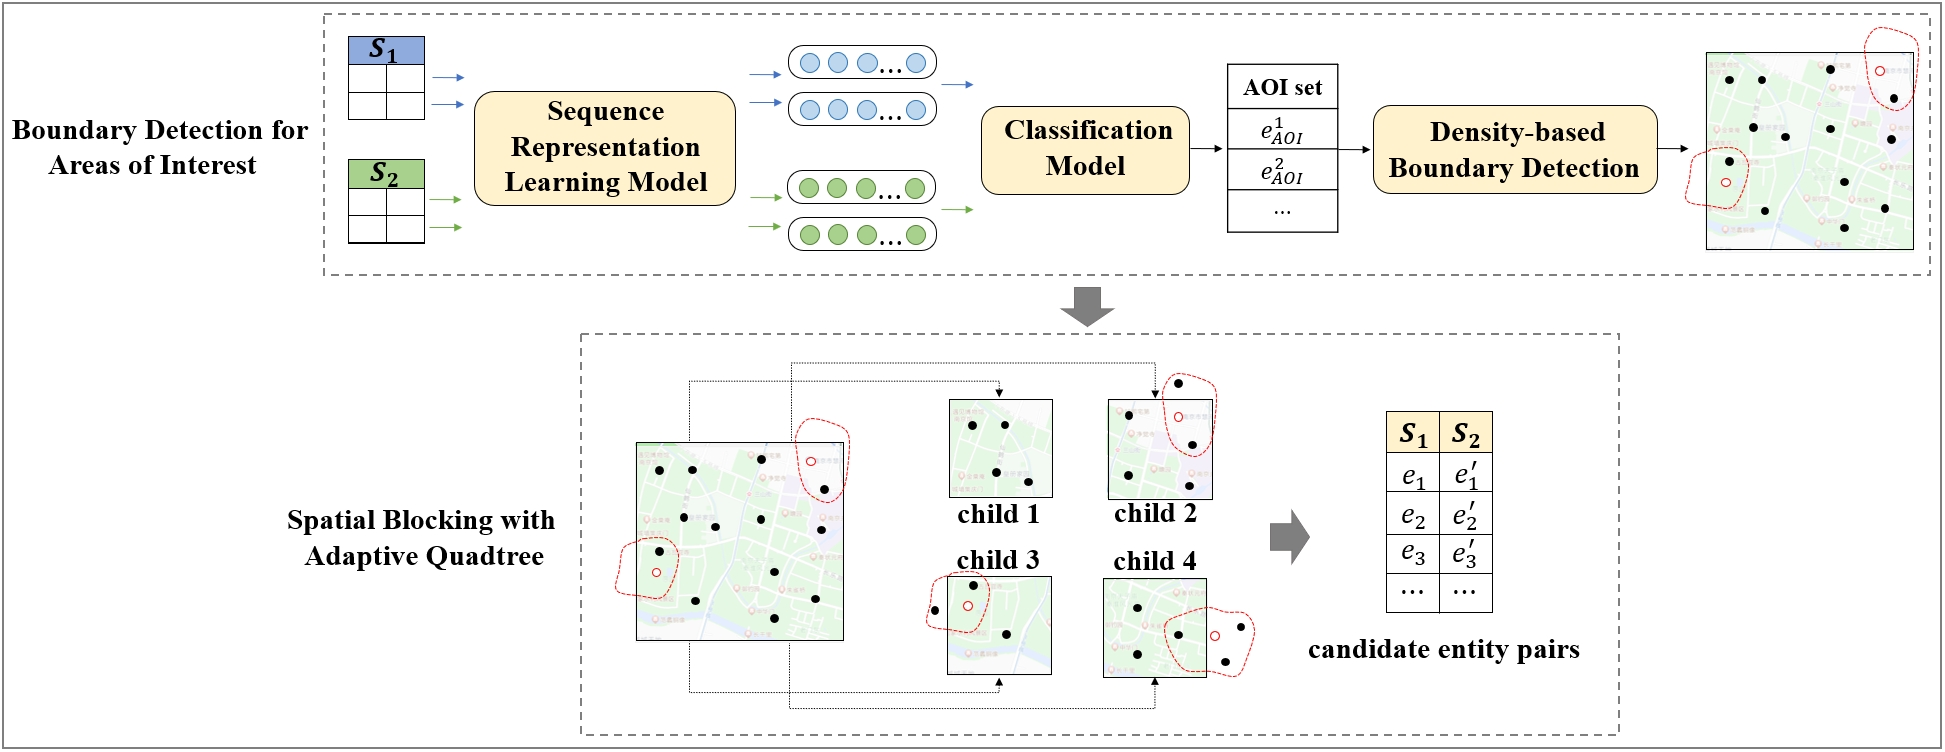 Boundary Detection for
Areas of Interest
S₁
S₂
Sequence
Representation
Learning Model
...
...
...
...
Classification
Model
AOI set
e¹_AOI
e²_AOI
...
Density-based
Boundary Detection
Spatial Blocking with
Adaptive Quadtree
child 1
child 2
child 3
child 4
S₁ S₂
e₁ e′₁
e₂ e′₂
e₃ e′₃
... ...
candidate entity pairs